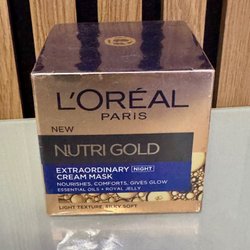 L'ORÉAL
PARIS
NEW
NUTRI GOLD
EXTRAORDINARY NIGHT
CREAM MASK
NOURISHES, COMFORTS, GIVES GLOW
ESSENTIAL OILS + ROYAL JELLY
LIGHT TEXTURE, SILKY SOFT